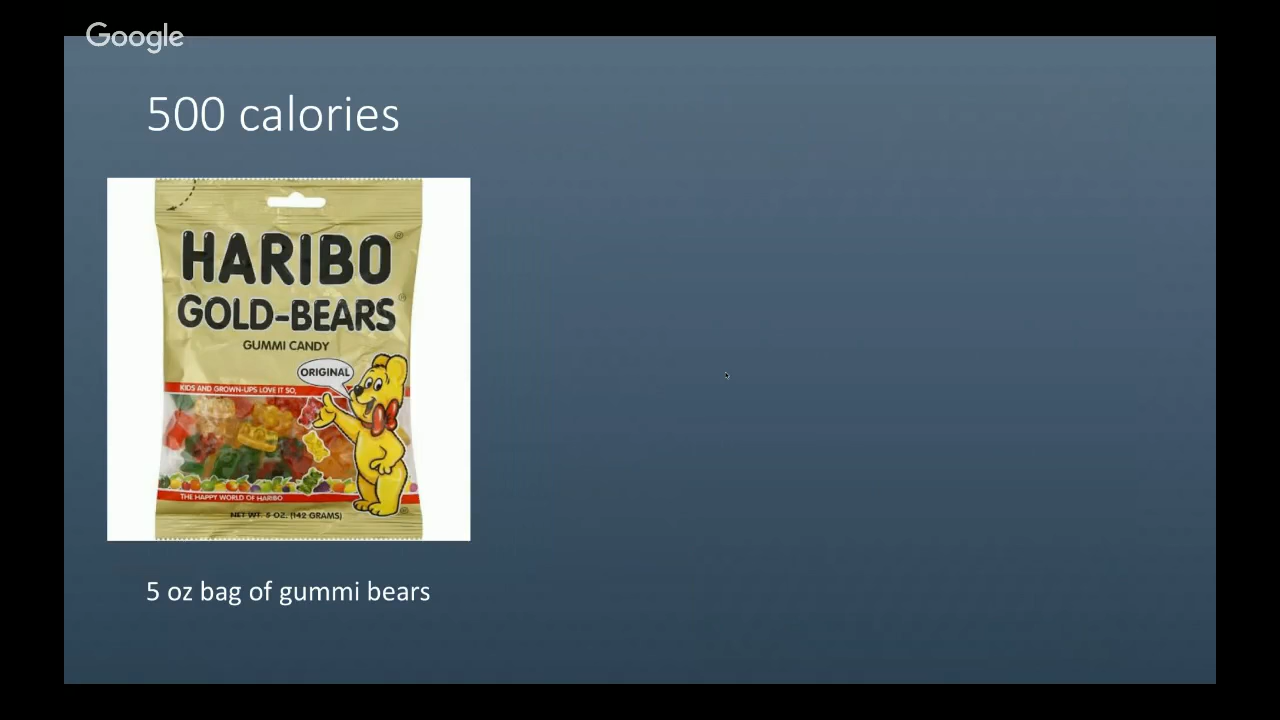 Google
500 calories
HARIBO®
GOLD-BEARS®
GUMMI CANDY
ORIGINAL
KIDS AND GROWN-UPS LOVE IT SO,
THE HAPPY WORLD OF HARIBO
NET WT. 5 OZ. (142 GRAMS)
5 oz bag of gummi bears